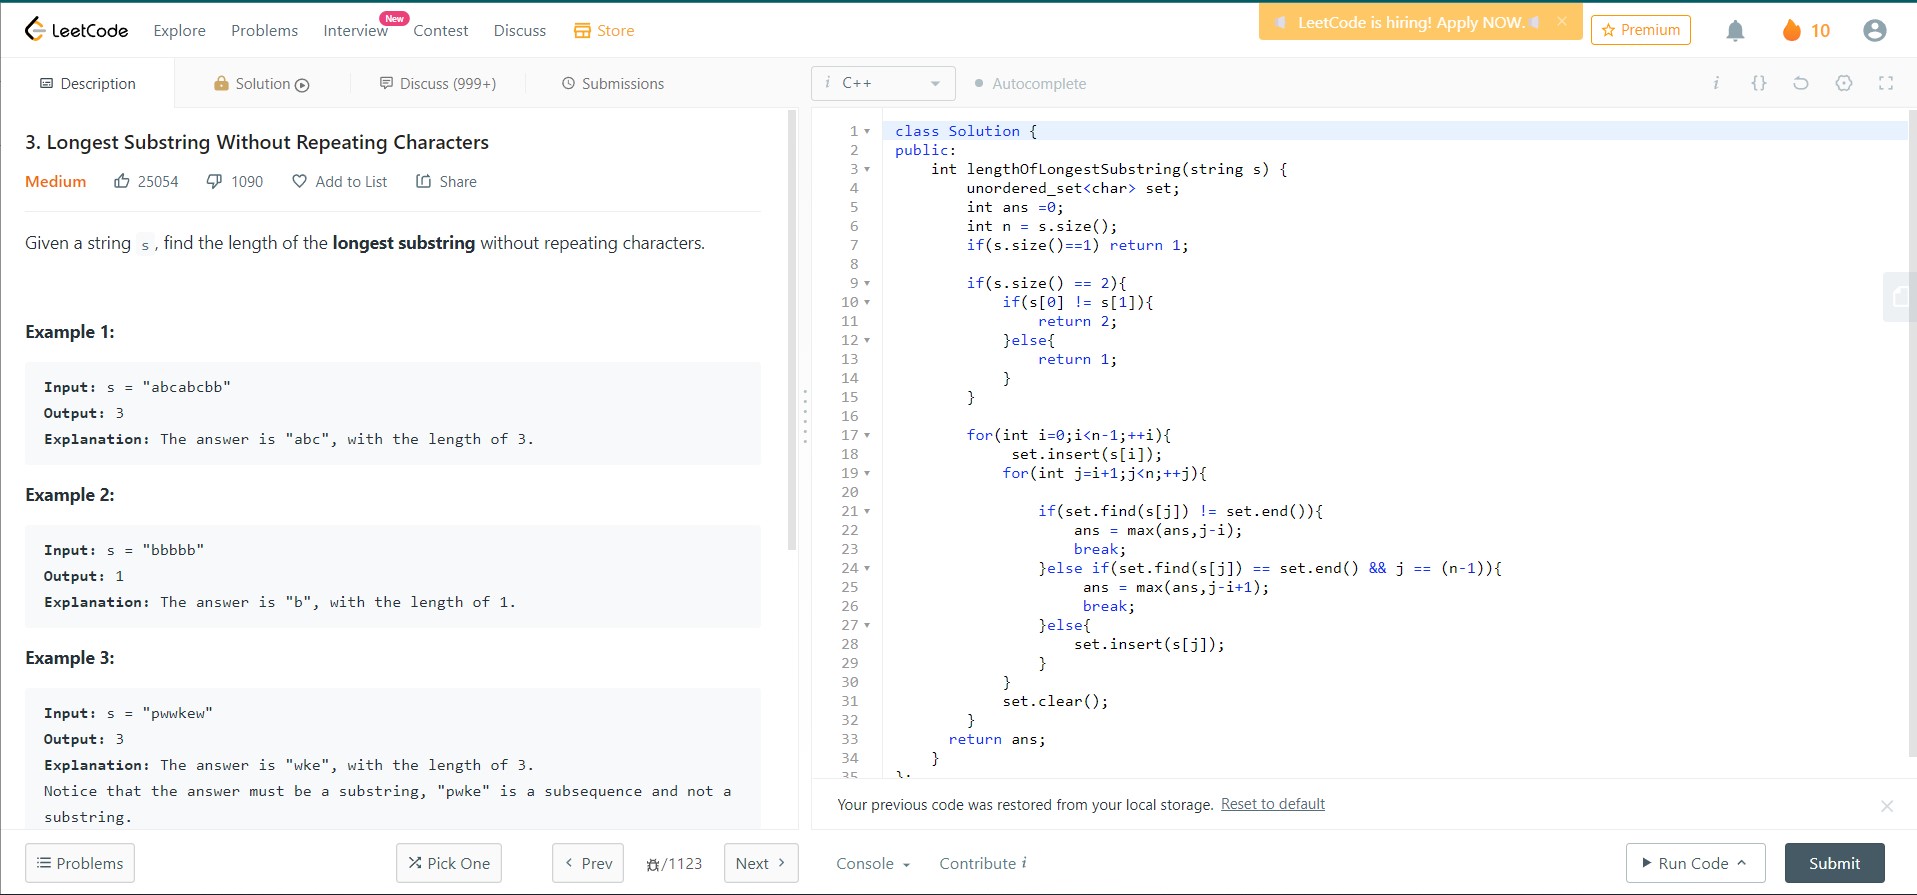 LeetCode Explore Problems Interview New Contest Discuss Store LeetCode is hiring! Apply NOW. Premium 10
Description Solution Discuss (999+) Submissions
3. Longest Substring Without Repeating Characters
Medium 25054 1090 Add to List Share
Given a string s, find the length of the longest substring without repeating characters.
Example 1:
Input: s = "abcabcbb"
Output: 3
Explanation: The answer is "abc", with the length of 3.
Example 2:
Input: s = "bbbbb"
Output: 1
Explanation: The answer is "b", with the length of 1.
Example 3:
Input: s = "pwwkew"
Output: 3
Explanation: The answer is "wke", with the length of 3.
Notice that the answer must be a substring, "pwke" is a subsequence and not a
substring.
Problems Pick One Prev /1123 Next
i C++ Autocomplete i {}
1 class Solution {
2 public:
3 int lengthOfLongestSubstring(string s) {
4 unordered_set<char> set;
5 int ans =0;
6 int n = s.size();
7 if(s.size()==1) return 1;
8
9 if(s.size() == 2){
10 if(s[0] != s[1]){
11 return 2;
12 }else{
13 return 1;
14 }
15 }
16
17 for(int i=0;i<n-1;++i){
18 set.insert(s[i]);
19 for(int j=i+1;j<n;++j){
20
21 if(set.find(s[j]) != set.end()){
22 ans = max(ans,j-i);
23 break;
24 }else if(set.find(s[j]) == set.end() && j == (n-1)){
25 ans = max(ans,j-i+1);
26 break;
27 }else{
28 set.insert(s[j]);
29 }
30 }
31 set.clear();
32 }
33 return ans;
34 }
35 };
Your previous code was restored from your local storage. Reset to default
Console Contribute i Run Code Submit